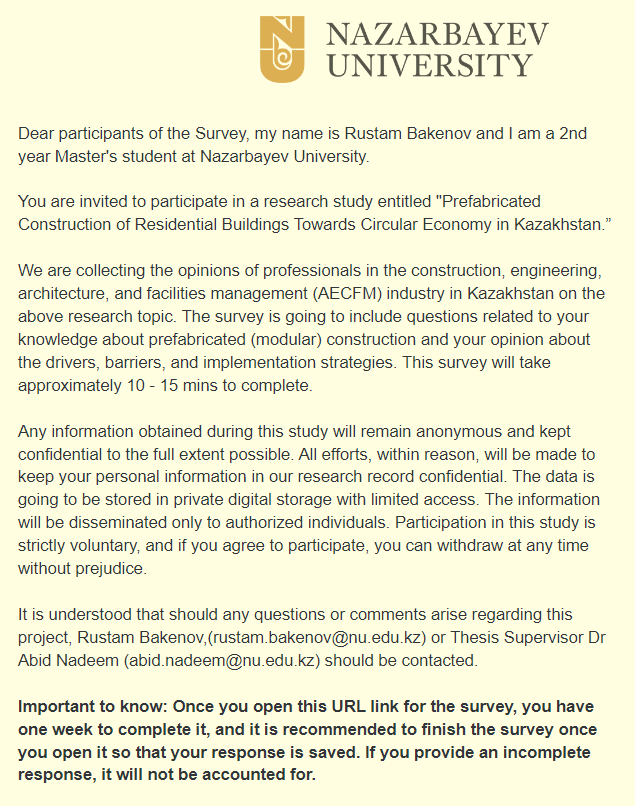 NAZARBAYEV
UNIVERSITY
Dear participants of the Survey, my name is Rustam Bakenov and I am a 2nd
year Master's student at Nazarbayev University.
You are invited to participate in a research study entitled "Prefabricated
Construction of Residential Buildings Towards Circular Economy in Kazakhstan.”
We are collecting the opinions of professionals in the construction, engineering,
architecture, and facilities management (AECFM) industry in Kazakhstan on the
above research topic. The survey is going to include questions related to your
knowledge about prefabricated (modular) construction and your opinion about
the drivers, barriers, and implementation strategies. This survey will take
approximately 10 - 15 mins to complete.
Any information obtained during this study will remain anonymous and kept
confidential to the full extent possible. All efforts, within reason, will be made to
keep your personal information in our research record confidential. The data is
going to be stored in private digital storage with limited access. The information
will be disseminated only to authorized individuals. Participation in this study is
strictly voluntary, and if you agree to participate, you can withdraw at any time
without prejudice.
It is understood that should any questions or comments arise regarding this
project, Rustam Bakenov,(rustam.bakenov@nu.edu.kz) or Thesis Supervisor Dr
Abid Nadeem (abid.nadeem@nu.edu.kz) should be contacted.
Important to know: Once you open this URL link for the survey, you have
one week to complete it, and it is recommended to finish the survey once
you open it so that your response is saved. If you provide an incomplete
response, it will not be accounted for.